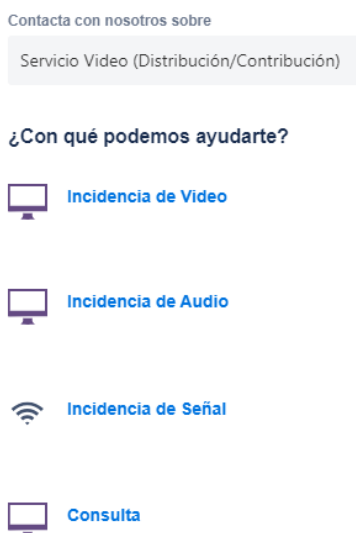 Contacta con nosotros sobre
Servicio Video (Distribución/Contribución)
¿Con qué podemos ayudarte?
Incidencia de Video
Incidencia de Audio
Incidencia de Señal
Consulta